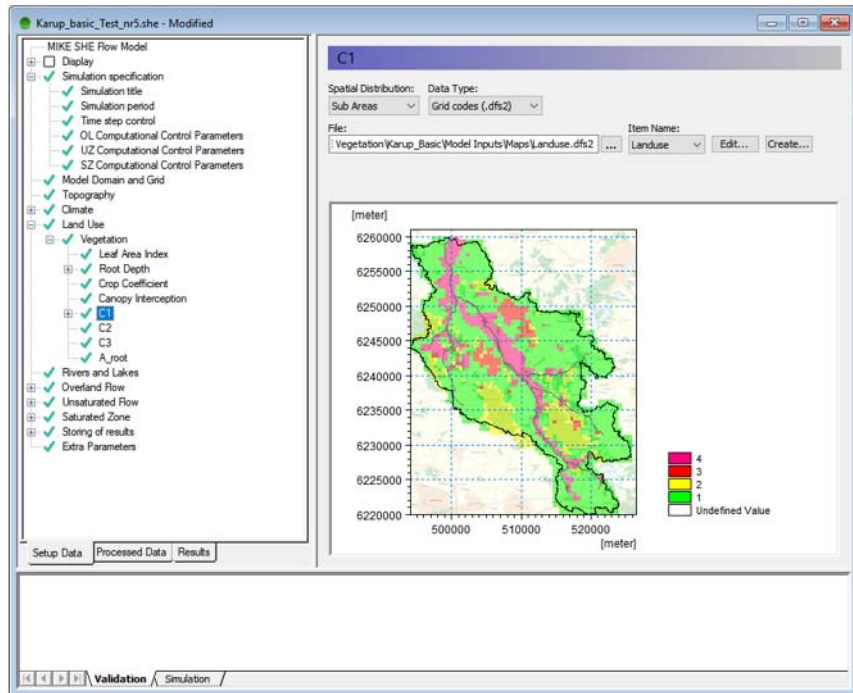 Karup_basic_Test_nr5.she - Modified
MIKE SHE Flow Model
Display
Simulation specification
Simulation title
Simulation period
Time step control
OL Computational Control Parameters
UZ Computational Control Parameters
SZ Computational Control Parameters
Model Domain and Grid
Topography
Climate
Land Use
Vegetation
Leaf Area Index
Root Depth
Crop Coefficient
Canopy Interception
C1
C2
C3
A_root
Rivers and Lakes
Overland Flow
Unsaturated Flow
Saturated Zone
Storing of results
Extra Parameters
Setup Data Processed Data Results
C1
Spatial Distribution: Data Type:
Sub Areas Grid codes (.dfs2)
File: Item Name:
Vegetation\Karup_Basic\Model Inputs\Maps\Landuse.dfs2 ... Landuse Edit... Create...
[meter]
6260000
6255000
6250000
6245000
6240000
6235000
6230000
6225000
6220000
500000 510000 520000
[meter]
4
3
2
1
Undefined Value
Validation Simulation